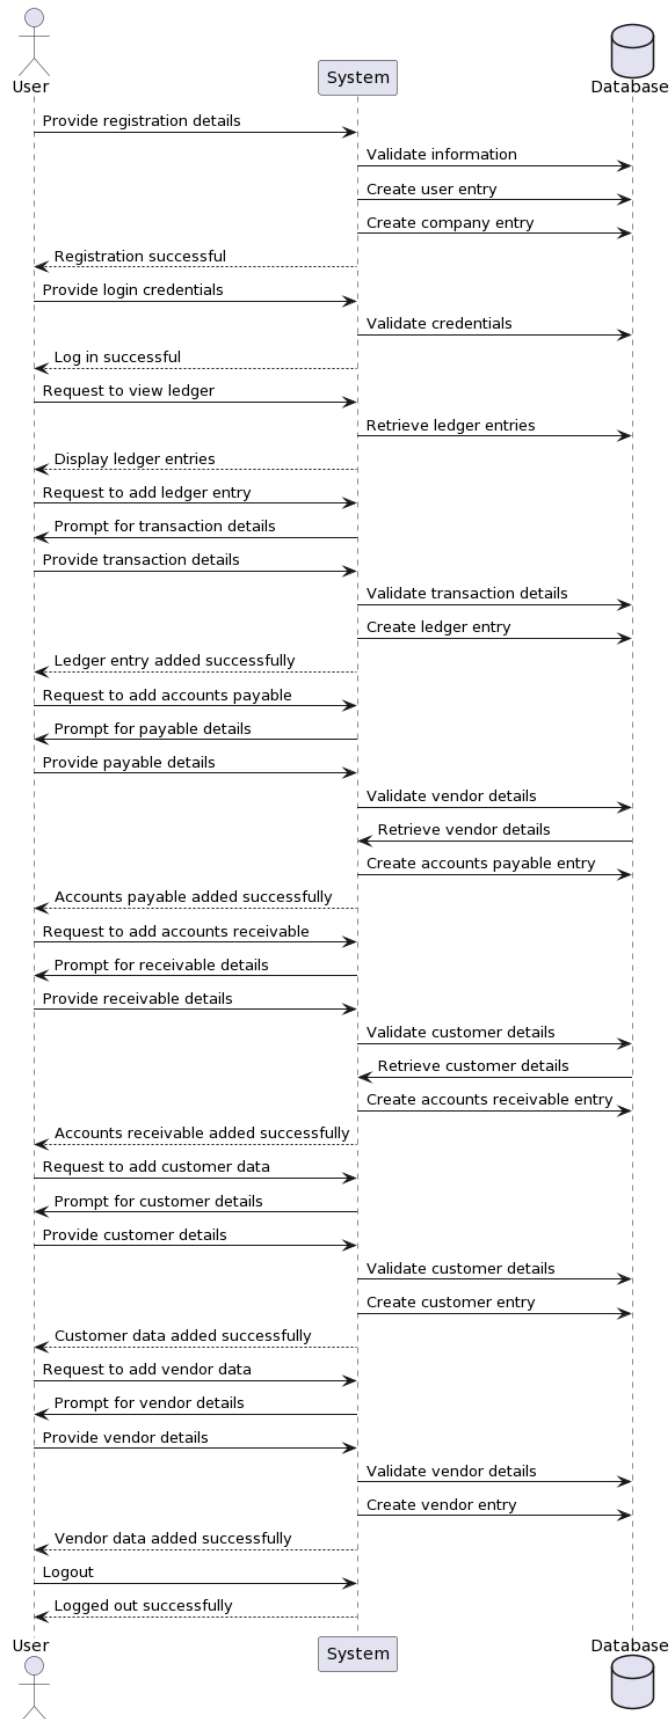 User
System
Database
Provide registration details
Validate information
Create user entry
Create company entry
Registration successful
Provide login credentials
Validate credentials
Log in successful
Request to view ledger
Retrieve ledger entries
Display ledger entries
Request to add ledger entry
Prompt for transaction details
Provide transaction details
Validate transaction details
Create ledger entry
Ledger entry added successfully
Request to add accounts payable
Prompt for payable details
Provide payable details
Validate vendor details
Retrieve vendor details
Create accounts payable entry
Accounts payable added successfully
Request to add accounts receivable
Prompt for receivable details
Provide receivable details
Validate customer details
Retrieve customer details
Create accounts receivable entry
Accounts receivable added successfully
Request to add customer data
Prompt for customer details
Provide customer details
Validate customer details
Create customer entry
Customer data added successfully
Request to add vendor data
Prompt for vendor details
Provide vendor details
Validate vendor details
Create vendor entry
Vendor data added successfully
Logout
Logged out successfully
User
System
Database